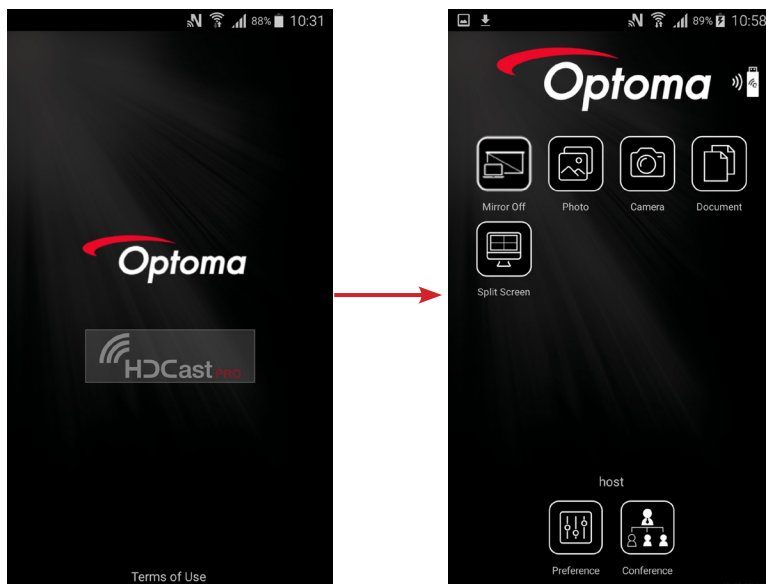 88% 10:31
Optoma
HDCast PRO
Terms of Use
89% 10:58
Optoma
Mirror Off Photo Camera Document
Split Screen
host
Preference Conference